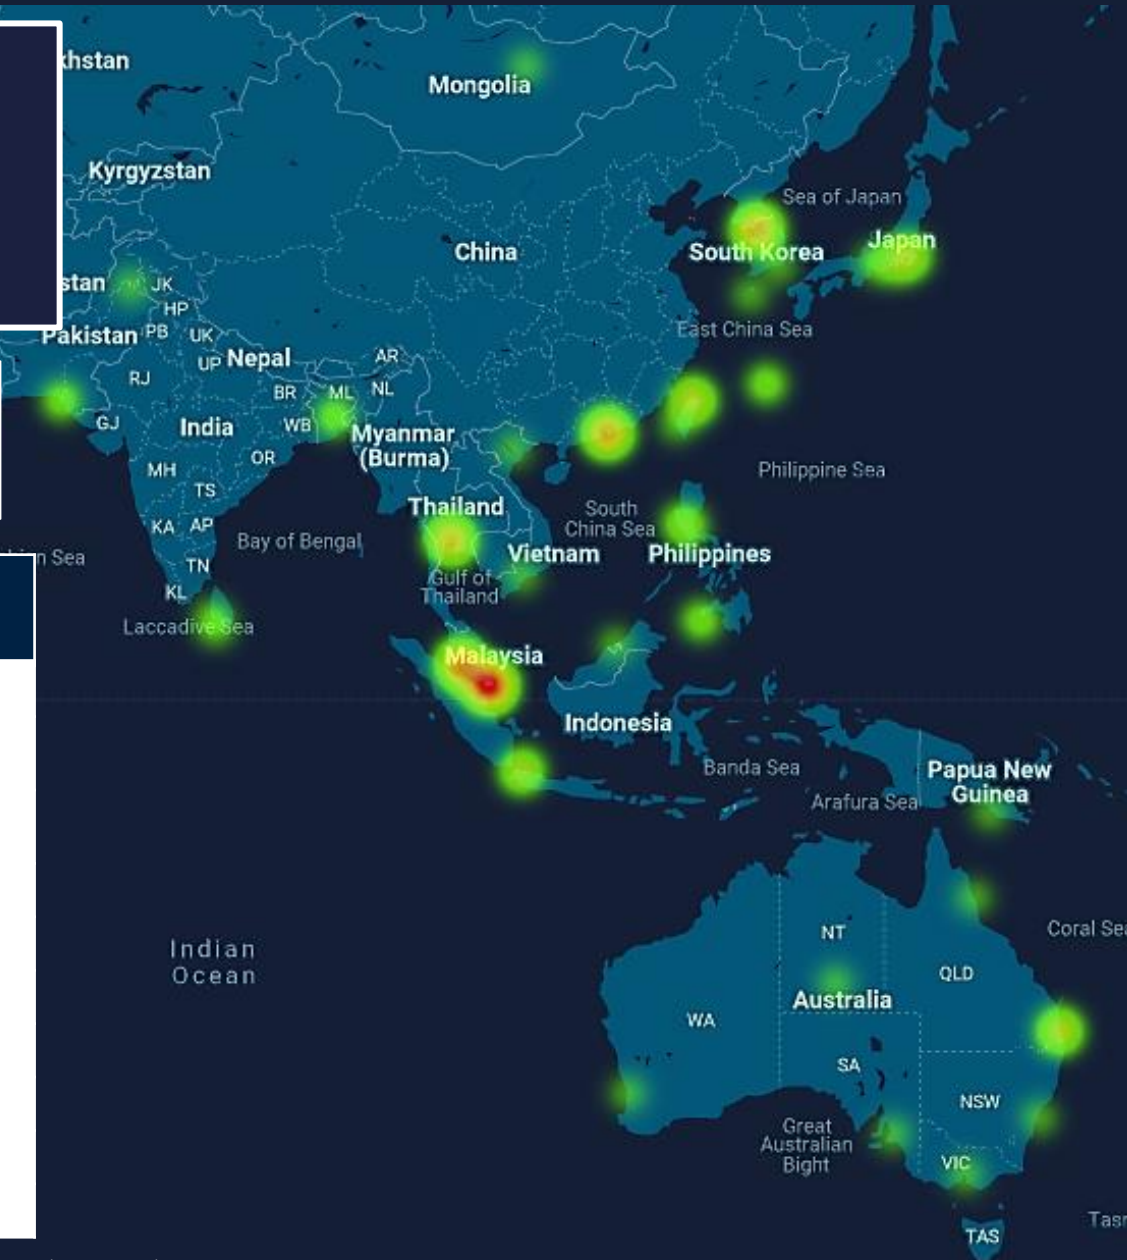 khstan
Mongolia
Kyrgyzstan
Sea of Japan
Japan
China
South Korea
stan
JK
HP
East China Sea
Pakistan
PB
UK
UP
Nepal
AR
RJ
BR
ML
NL
GJ
India
WB
Myanmar
(Burma)
OR
MH
Philippine Sea
TS
Thailand
South
China Sea
KA
AP
Bay of Bengal
Vietnam
Philippines
n Sea
TN
Gulf of
Thailand
KL
Laccadive Sea
Malaysia
Indonesia
Banda Sea
Papua New
Guinea
Arafura Sea
Coral Sea
NT
Indian
Ocean
QLD
Australia
WA
SA
NSW
Great
Australian
Bight
VIC
Tasr
TAS